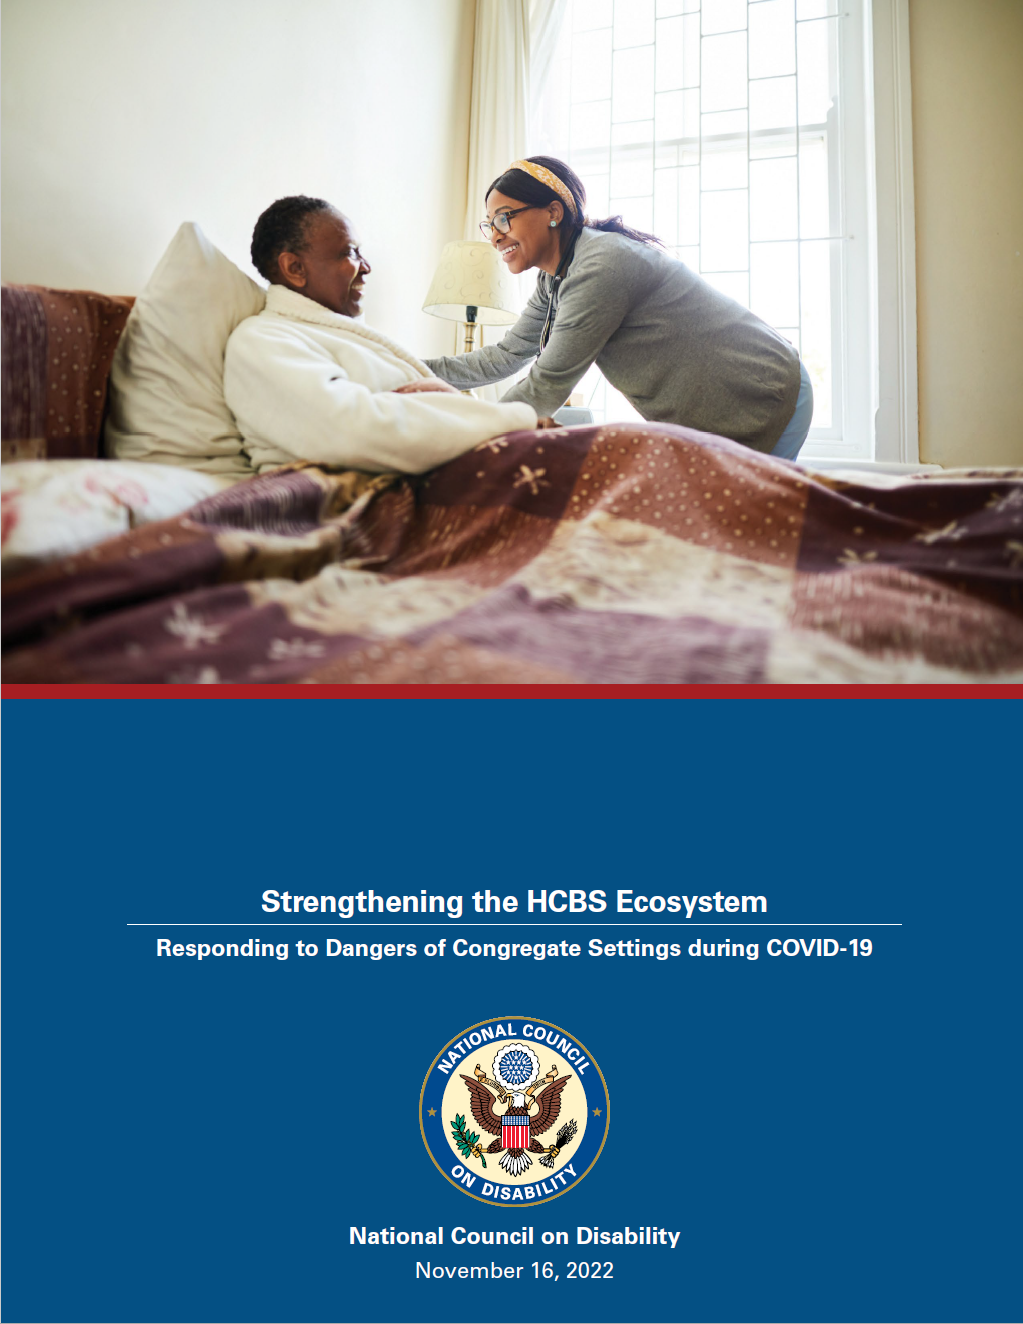 Strengthening the HCBS Ecosystem
Responding to Dangers of Congregate Settings during COVID-19
NATIONAL COUNCIL
ON DISABILITY
National Council on Disability
November 16, 2022